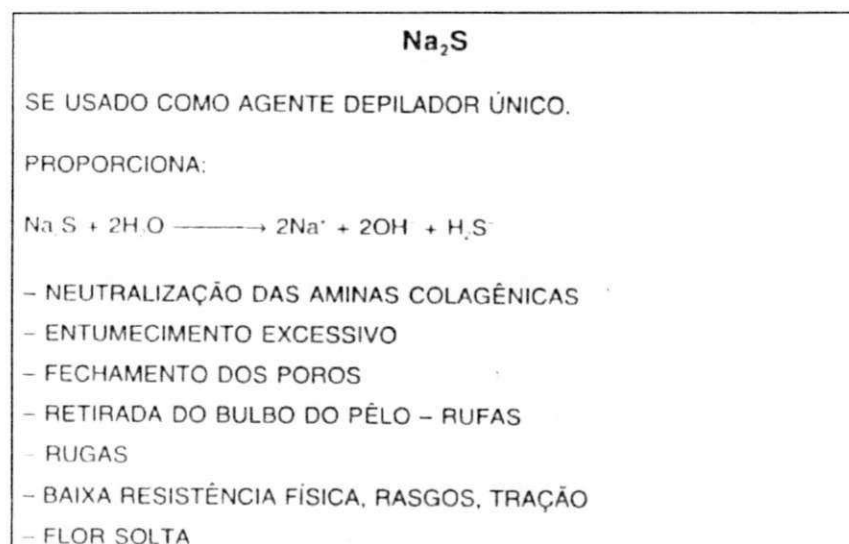 Na₂S
SE USADO COMO AGENTE DEPILADOR ÚNICO.
PROPORCIONA:
Na₂S + 2H₂O ———→ 2Na⁺ + 2OH + H₂S
– NEUTRALIZAÇÃO DAS AMINAS COLAGÊNICAS
– ENTUMECIMENTO EXCESSIVO
– FECHAMENTO DOS POROS
– RETIRADA DO BULBO DO PÊLO – RUFAS
– RUGAS
– BAIXA RESISTÊNCIA FÍSICA, RASGOS, TRAÇÃO
– FLOR SOLTA